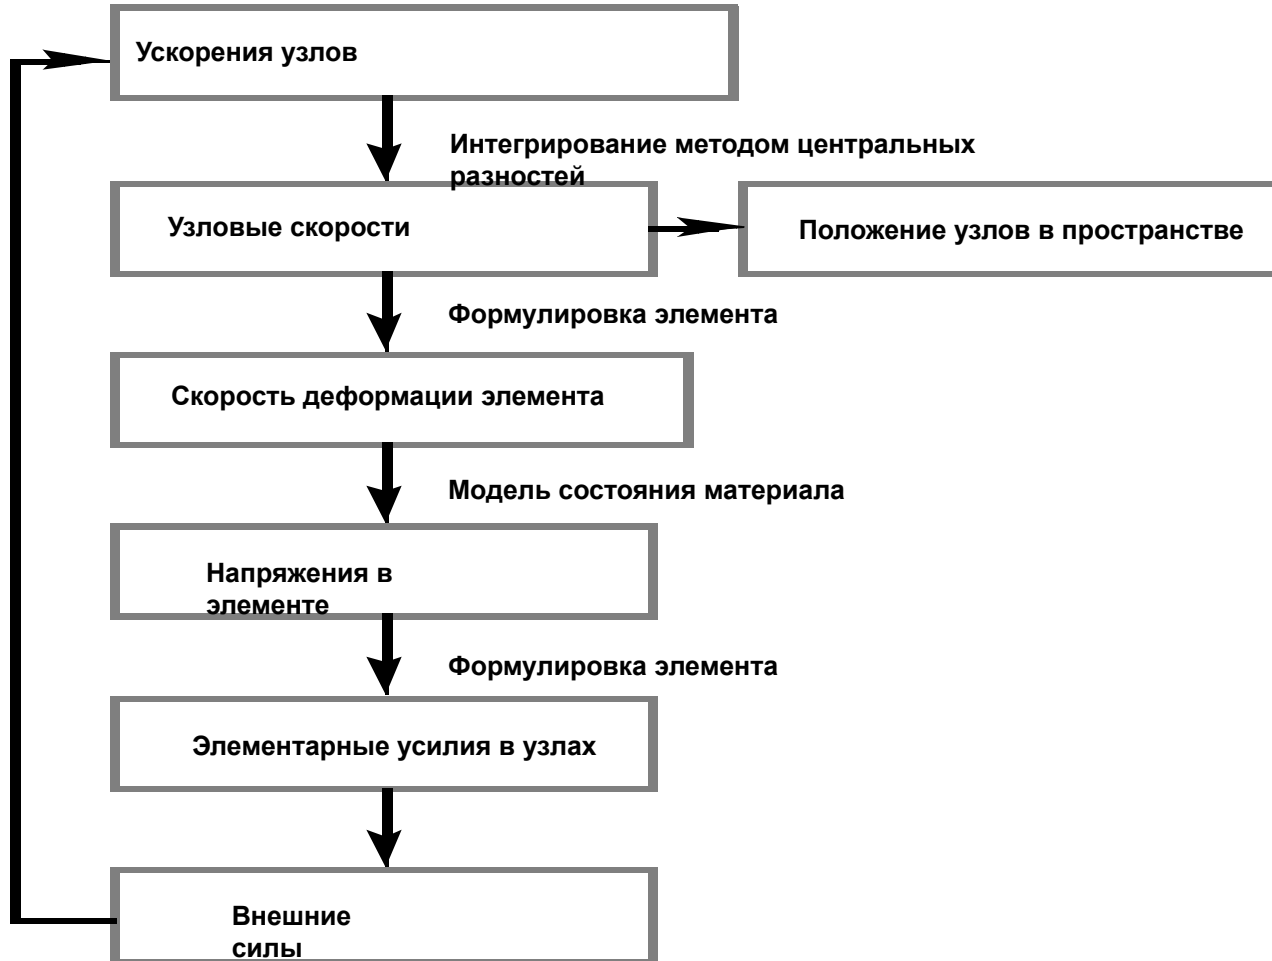 Ускорения узлов
Интегрирование методом центральных
разностей
Узловые скорости
Положение узлов в пространстве
Формулировка элемента
Скорость деформации элемента
Модель состояния материала
Напряжения в
элементе
Формулировка элемента
Элементарные усилия в узлах
Внешние
силы